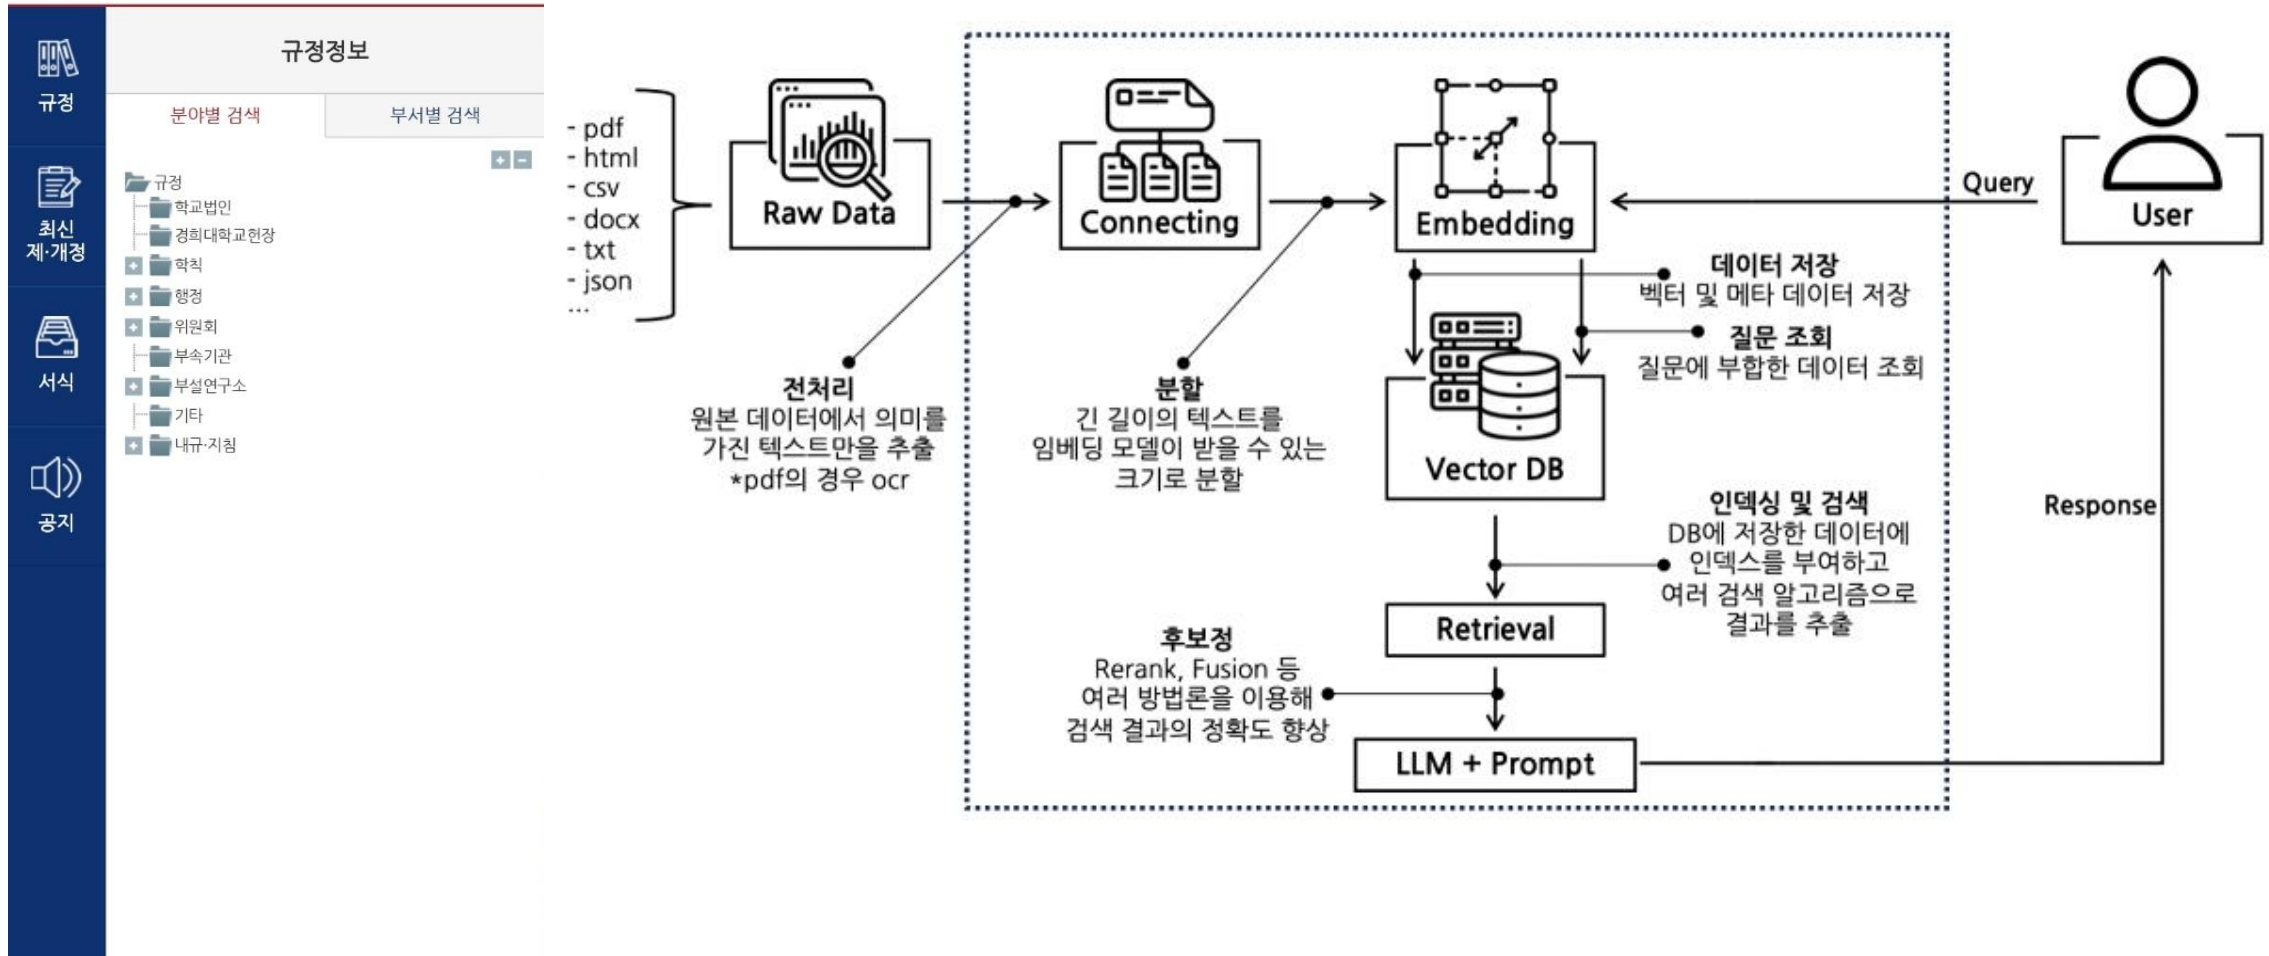 규정
최신
제·개정
서식
공지
규정정보
분야별 검색
부서별 검색
규정
학교법인
경희대학교헌장
학칙
행정
위원회
부속기관
부설연구소
기타
내규·지침
- pdf
- html
- csv
- docx
- txt
- json
...
Raw Data
전처리
원본 데이터에서 의미를
가진 텍스트만을 추출
*pdf의 경우 ocr
Connecting
분할
긴 길이의 텍스트를
임베딩 모델이 받을 수 있는
크기로 분할
Embedding
Query
User
데이터 저장
벡터 및 메타 데이터 저장
질문 조회
질문에 부합한 데이터 조회
Vector DB
인덱싱 및 검색
DB에 저장한 데이터에
인덱스를 부여하고
여러 검색 알고리즘으로
결과를 추출
Retrieval
후보정
Rerank, Fusion 등
여러 방법론을 이용해
검색 결과의 정확도 향상
LLM + Prompt
Response